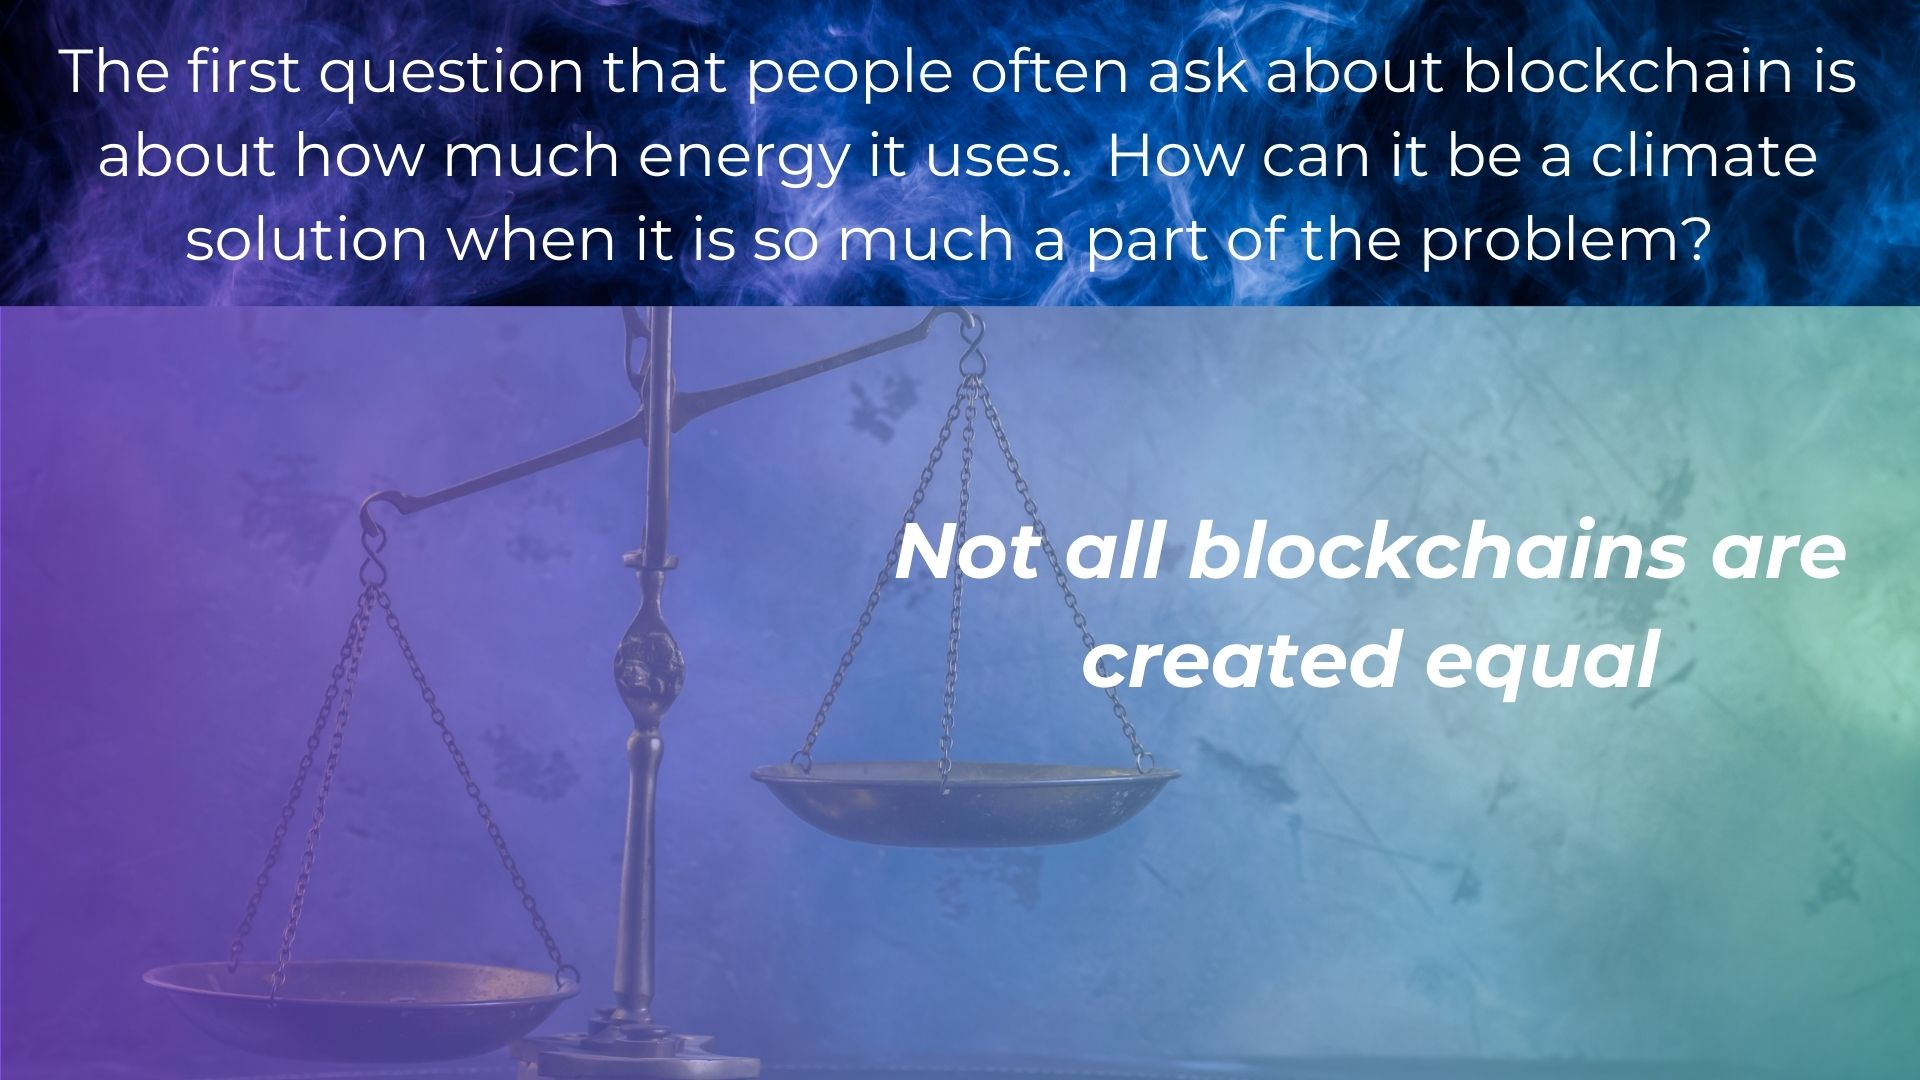 The first question that people often ask about blockchain is
about how much energy it uses.  How can it be a climate
solution when it is so much a part of the problem?
Not all blockchains are
created equal